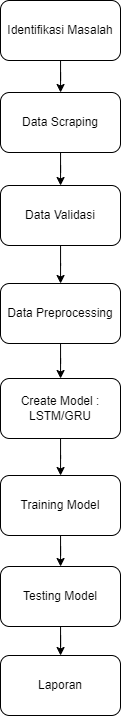 Identifikasi Masalah
Data Scraping
Data Validasi
Data Preprocessing
Create Model :
LSTM/GRU
Training Model
Testing Model
Laporan